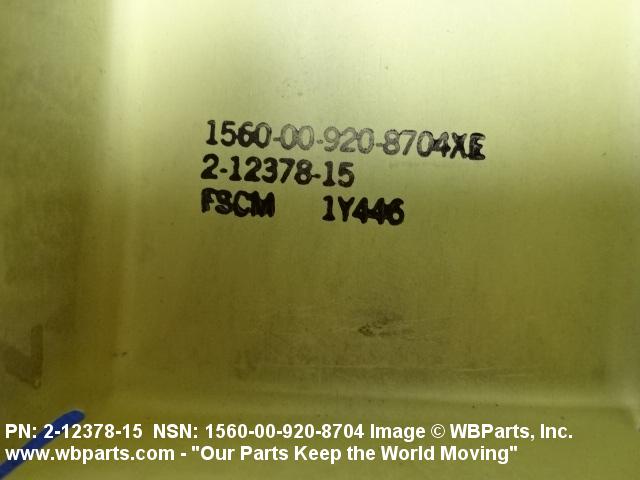 1560-00-920-8704XE
2-12378-15
FSCM 1Y446
PN: 2-12378-15 NSN: 1560-00-920-8704 Image © WBParts, Inc.
www.wbparts.com - "Our Parts Keep the World Moving"